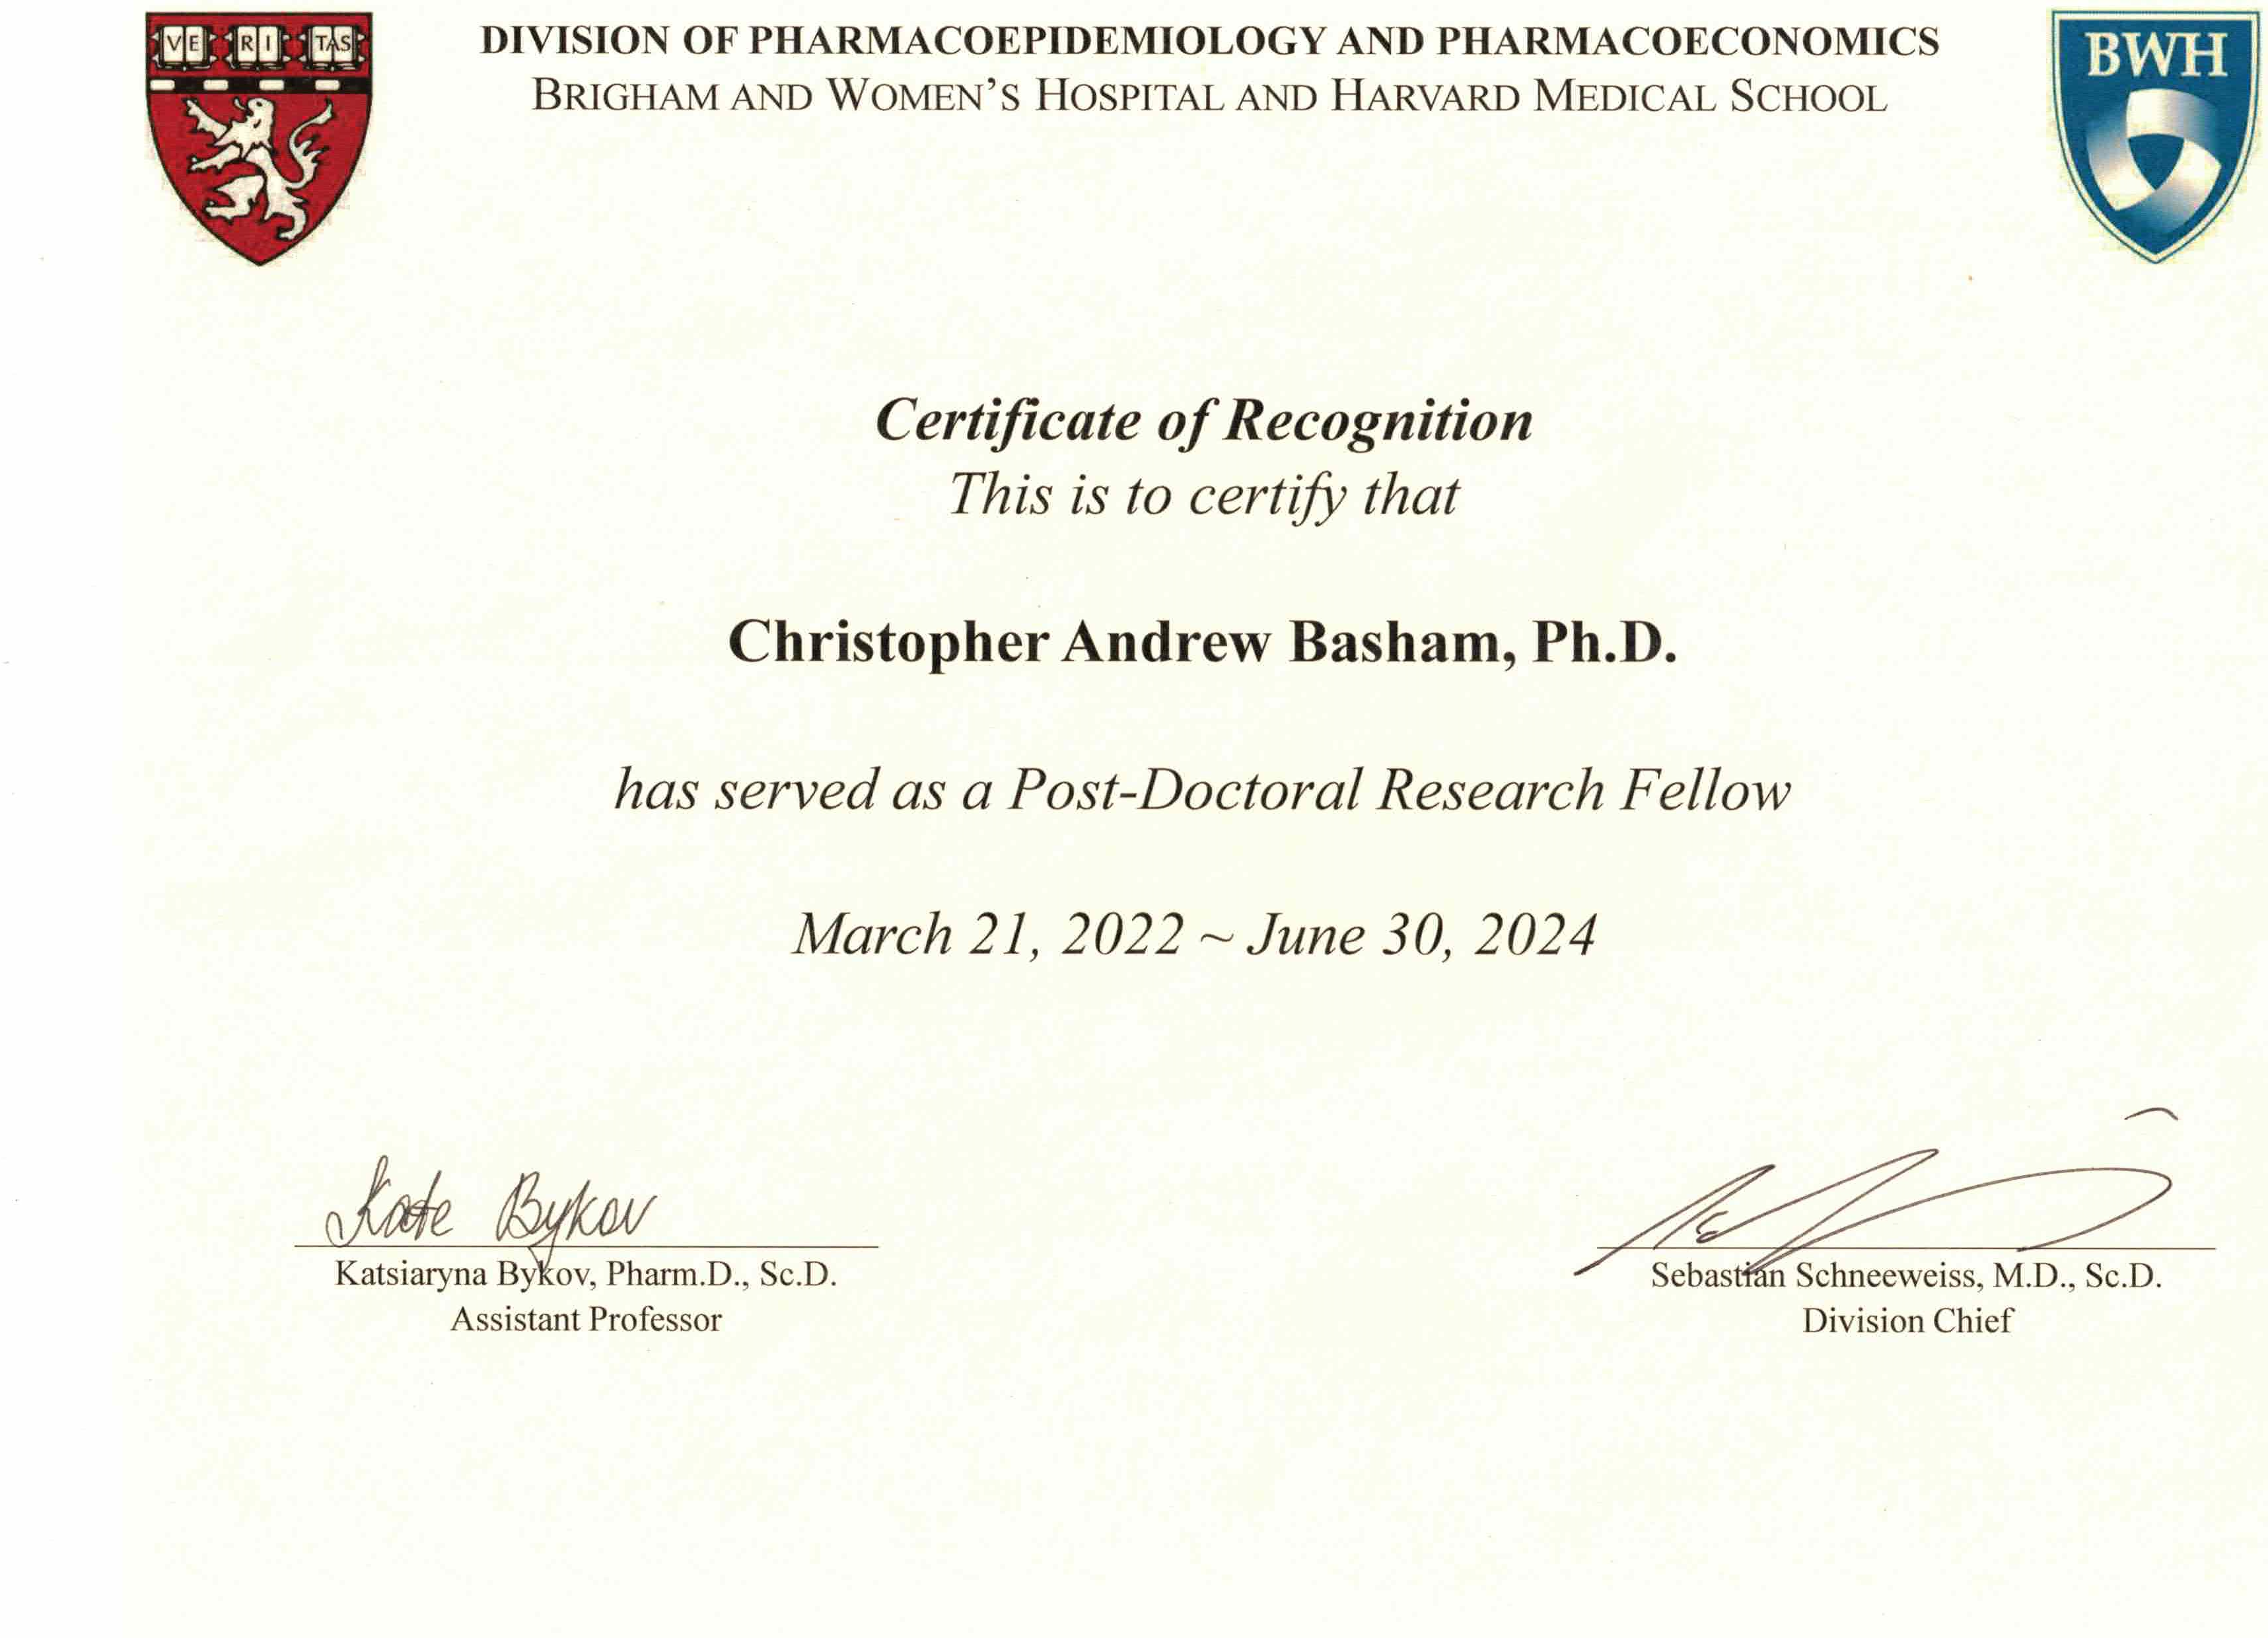 VE RI TAS
DIVISION OF PHARMACOEPIDEMIOLOGY AND PHARMACOECONOMICS
BRIGHAM AND WOMEN'S HOSPITAL AND HARVARD MEDICAL SCHOOL
BWH
Certificate of Recognition
This is to certify that
Christopher Andrew Basham, Ph.D.
has served as a Post-Doctoral Research Fellow
March 21, 2022 ~ June 30, 2024
Kate Bykov
Katsiaryna Bykov, Pharm.D., Sc.D.
Assistant Professor
Sebastian Schneeweiss, M.D., Sc.D.
Division Chief